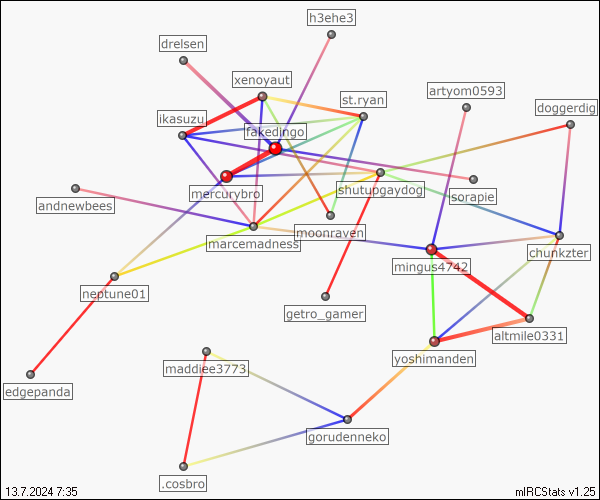 h3ehe3
drelsen
xenoyaut
artyom0593
st.ryan
doggerdig
ikasuzu
fakedingo
mercurybro
shutupgaydog
sorapie
andnewbees
moonraven
marcemadness
chunkzter
mingus4742
neptune01
getro_gamer
altmile0331
yoshimanden
maddiee3773
edgepanda
gorudenneko
.cosbro
13.7.2024 7:35
mIRCStats v1.25